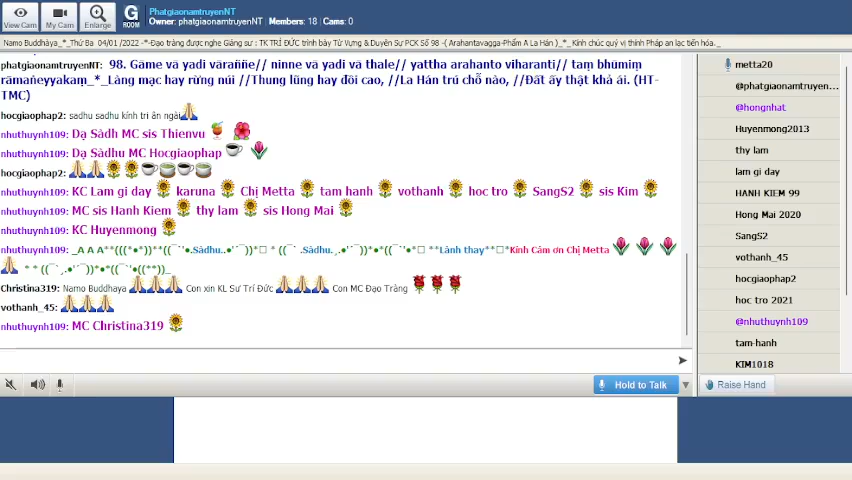 View Cam
My Cam
Enlarge
G
ROOM
PhatgiaonamtruyenNT
Owner: phatgiaonamtruyenNT | Members: 18 | Cams: 0
Namo Buddhàya_*_Thứ Ba 04/01 /2022 -*-Đạo tràng được nghe Giảng sư : TK TRÍ ĐỨC trình bày Từ Vựng & Duyên Sự PCK Số 98 -( Arahantavagga-Phẩm A La Hán )_*_ Kính chúc quý vị thính Pháp an lạc tiến hóa. _
phatgiaonamtruyenNT: 98. Gāme vā yadi vāraññe// ninne vā yadi vā thale// yattha arahanto viharanti// taṃ bhūmiṃ
rāmaṇeyyakaṃ_*_Làng mạc hay rừng núi //Thung lũng hay đồi cao, //La Hán trú chỗ nào, //Đất ấy thật khả ái. (HT-
TMC)
hocgiaophap2: sadhu sadhu kính tri ân ngài
nhuthuynh109: Dạ Sàdh MC sis Thienvu
nhuthuynh109: Dạ Sàdhu MC Hocgiaophap
hocgiaophap2:
nhuthuynh109: KC Lam gi day karuna Chị Metta tam hanh vothanh hoc tro SangS2 sis Kim
nhuthuynh109: MC sis Hanh Kiem thy lam sis Hong Mai
nhuthuynh109: KC Huyenmong
nhuthuynh109: _A A A**(((*•*))**((¯`'•.Sàdhu..•'´¯))*□ * ((¯` .Sàdhu. ¸.•'´¯))*•*((¯`'•* □ **Lành thay**□*Kính Cám ơn Chị Metta
* * ((¯` ¸.•'´¯))*•*((¯`'•((**))_
Christina319: Namo Buddhaya Con xin KL Sư Trí Đức Con MC Đạo Tràng
vothanh_45:
nhuthuynh109: MC Christina319
Hold to Talk
metta20
@phatgiaonamtruyen...
@hongnhat
Huyenmong2013
thy lam
lam gi day
HANH KIEM 99
Hong Mai 2020
SangS2
vothanh_45
hocgiaophap2
hoc tro 2021
@nhuthuynh109
tam-hanh
KIM1018
Raise Hand